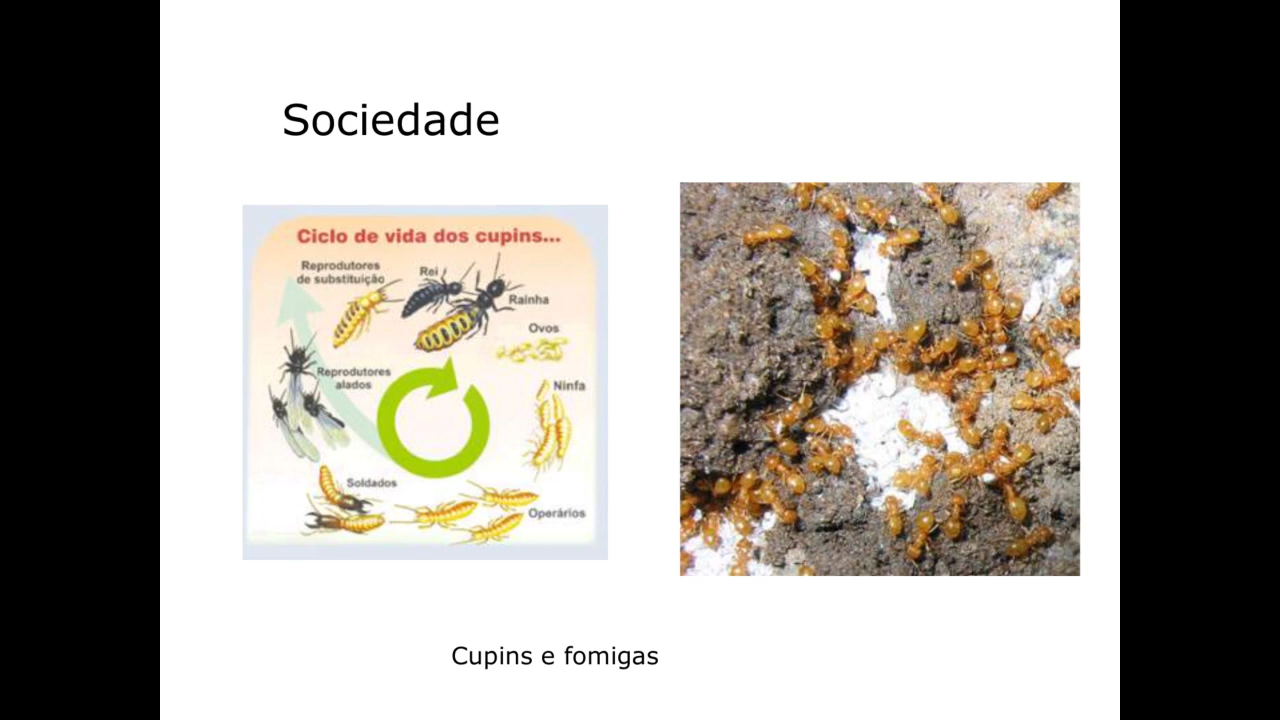 Sociedade
Ciclo de vida dos cupins...
Reprodutores
de substituição
Rei
Rainha
Ovos
Reprodutores
alados
Ninfa
Soldados
Operários
Cupins e fomigas